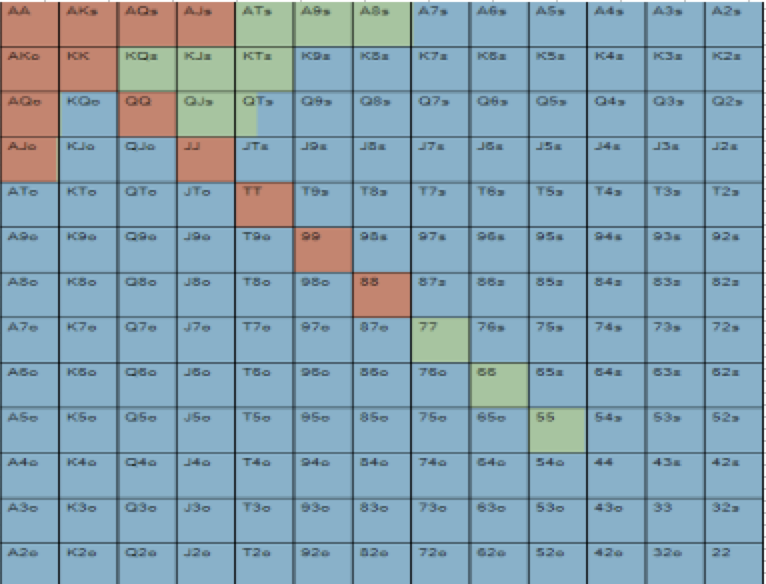 AA AKs AQs AJs ATs A9s A8s A7s A6s A5s A4s A3s A2s
AKo KK KQs KJs KTs K9s K8s K7s K6s K5s K4s K3s K2s
AQo KQo QQ QJs QTs Q9s Q8s Q7s Q6s Q5s Q4s Q3s Q2s
AJo KJo QJo JJ JTs J9s J8s J7s J6s J5s J4s J3s J2s
ATo KTo QTo JTo TT T9s T8s T7s T6s T5s T4s T3s T2s
A9o K9o Q9o J9o T9o 99 98s 97s 96s 95s 94s 93s 92s
A8o K8o Q8o J8o T8o 98o 88 87s 86s 85s 84s 83s 82s
A7o K7o Q7o J7o T7o 97o 87o 77 76s 75s 74s 73s 72s
A6o K6o Q6o J6o T6o 96o 86o 76o 66 65s 64s 63s 62s
A5o K5o Q5o J5o T5o 95o 85o 75o 65o 55 54s 53s 52s
A4o K4o Q4o J4o T4o 94o 84o 74o 64o 54o 44 43s 42s
A3o K3o Q3o J3o T3o 93o 83o 73o 63o 53o 43o 33 32s
A2o K2o Q2o J2o T2o 92o 82o 72o 62o 52o 42o 32o 22